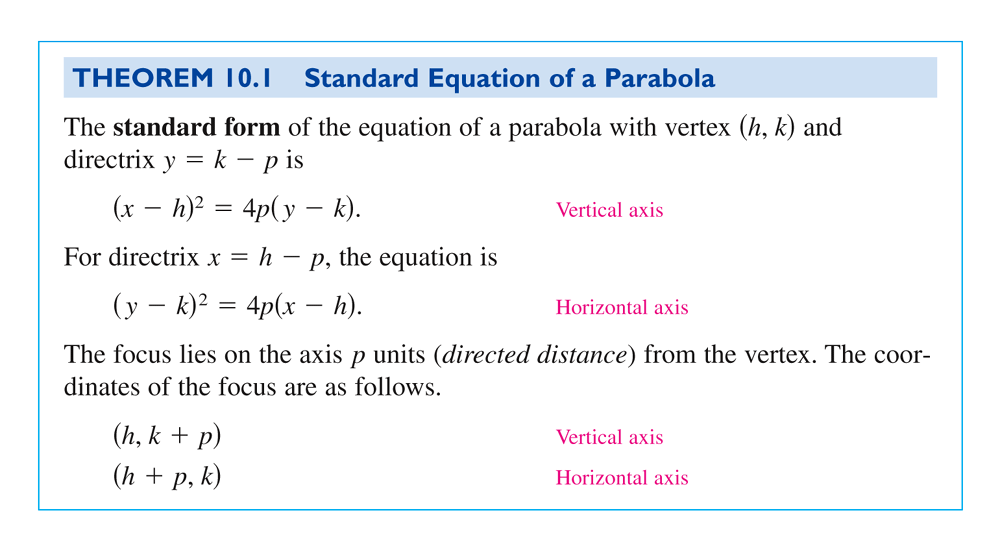 THEOREM 10.1 Standard Equation of a Parabola
The standard form of the equation of a parabola with vertex (h, k) and
directrix y = k − p is
(x − h)² = 4p(y − k). Vertical axis
For directrix x = h − p, the equation is
(y − k)² = 4p(x − h). Horizontal axis
The focus lies on the axis p units (directed distance) from the vertex. The coor-
dinates of the focus are as follows.
(h, k + p) Vertical axis
(h + p, k) Horizontal axis